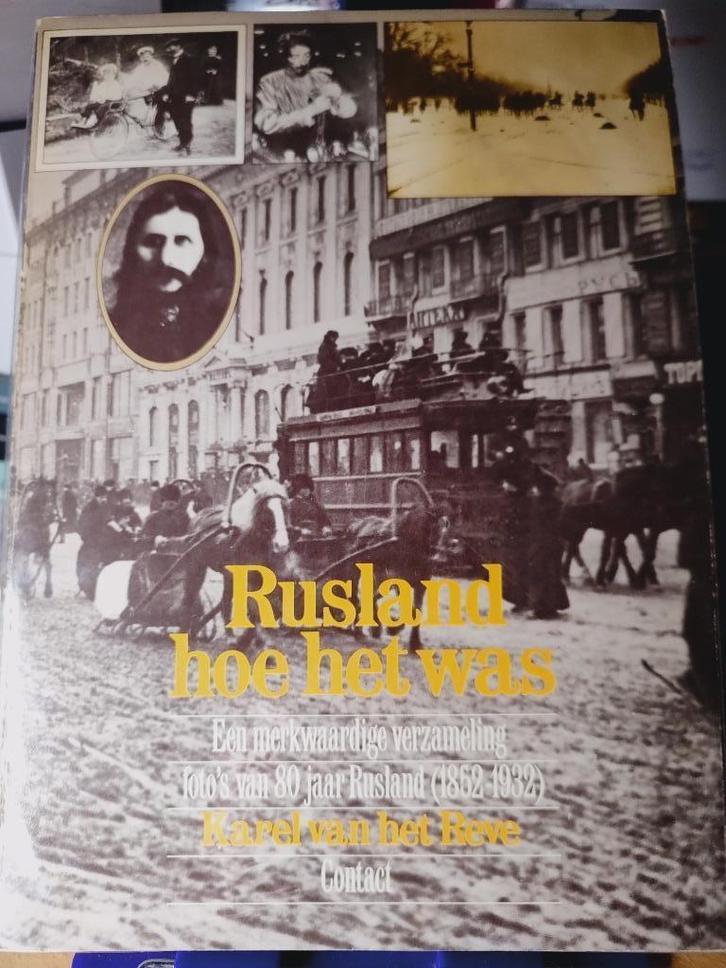 РУСЬ
Rusland
hoe het was
Een merkwaardige verzameling
foto's van 80 jaar Rusland (1852-1932)
Karel van het Reve
Contact